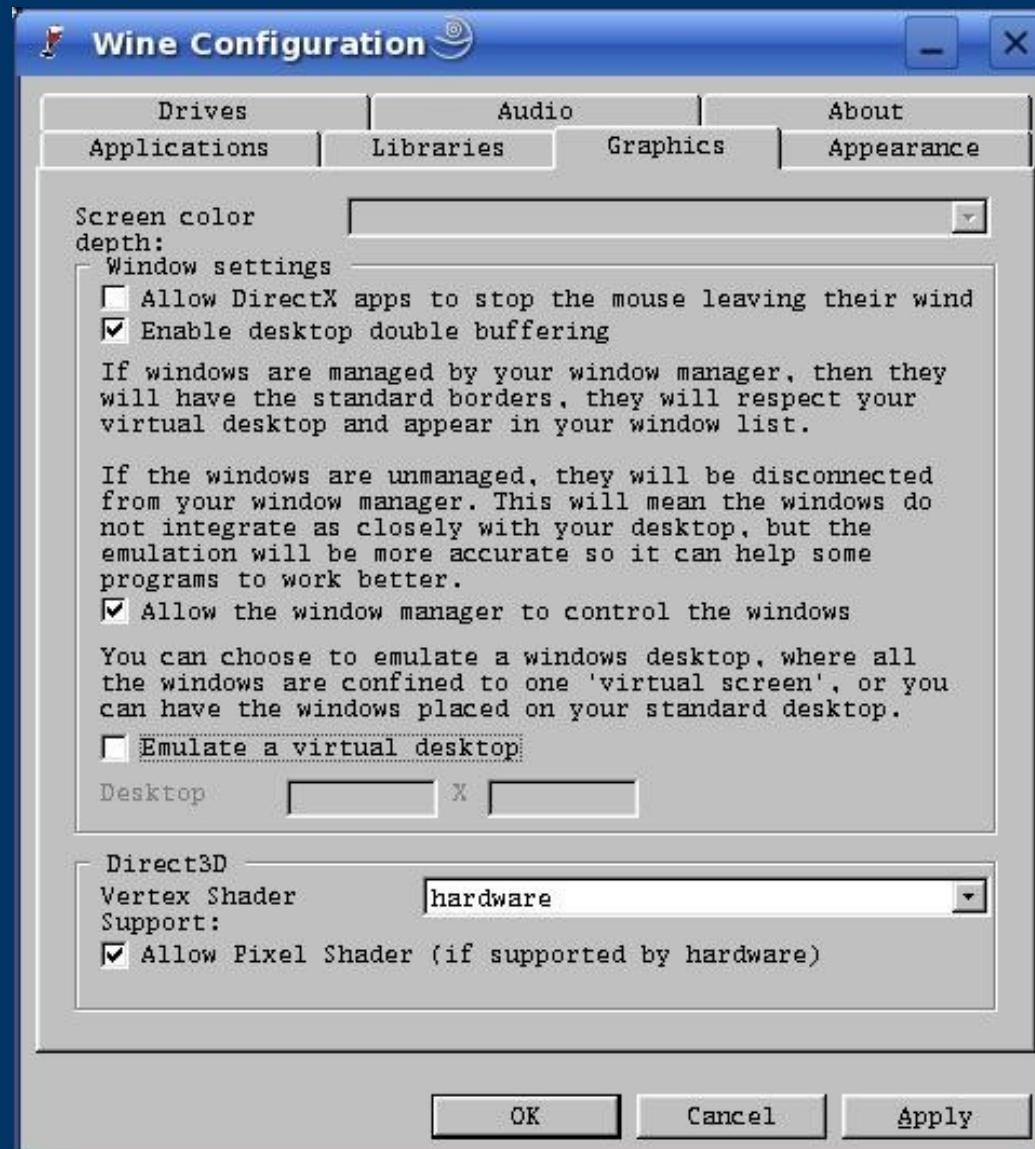 Wine Configuration
Drives Audio About
Applications Libraries Graphics Appearance
Screen color
depth:
Window settings
Allow DirectX apps to stop the mouse leaving their wind
Enable desktop double buffering
If windows are managed by your window manager, then they
will have the standard borders, they will respect your
virtual desktop and appear in your window list.
If the windows are unmanaged, they will be disconnected
from your window manager. This will mean the windows do
not integrate as closely with your desktop, but the
emulation will be more accurate so it can help some
programs to work better.
Allow the window manager to control the windows
You can choose to emulate a windows desktop, where all
the windows are confined to one 'virtual screen', or you
can have the windows placed on your standard desktop.
Emulate a virtual desktop
Desktop X
Direct3D
Vertex Shader
Support:
hardware
Allow Pixel Shader (if supported by hardware)
OK Cancel Apply